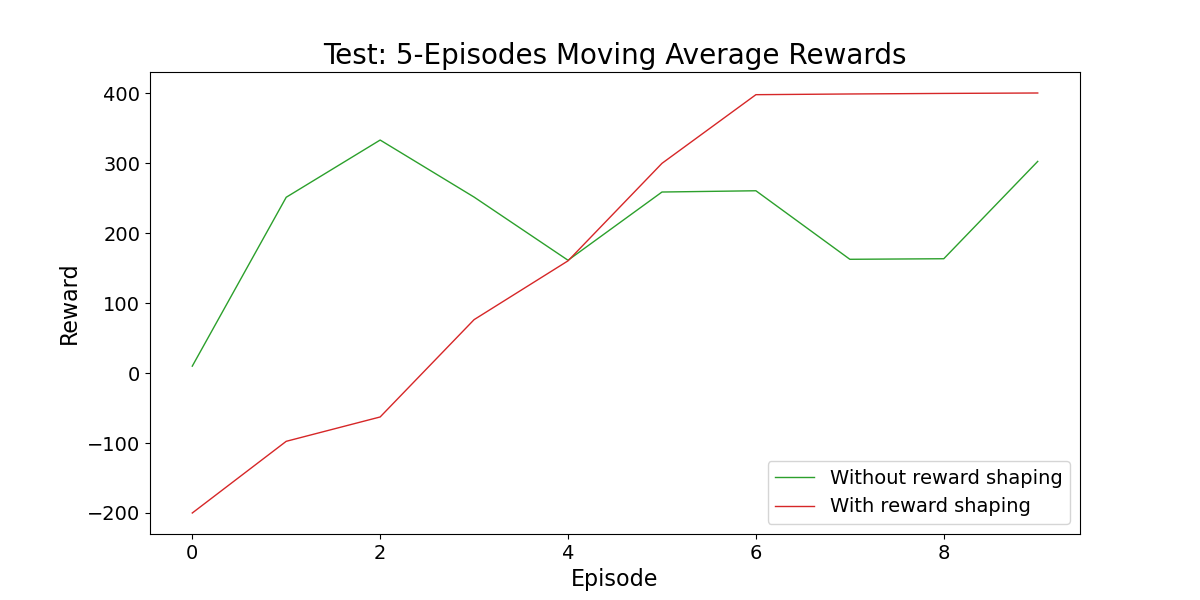 Test: 5-Episodes Moving Average Rewards
400
300
200
100
0
−100
−200
Reward
0 2 4 6 8
Episode
Without reward shaping
With reward shaping